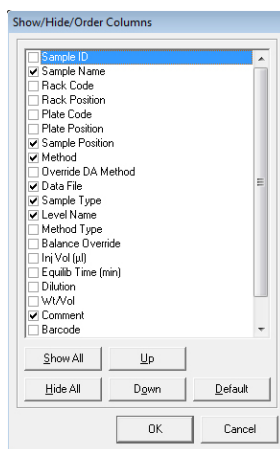 Show/Hide/Order Columns
Sample ID
Sample Name
Rack Code
Rack Position
Plate Code
Plate Position
Sample Position
Method
Override DA Method
Data File
Sample Type
Level Name
Method Type
Balance Override
Inj Vol (µl)
Equilib Time (min)
Dilution
Wt/Vol
Comment
Barcode
Show All Up
Hide All Down Default
OK Cancel